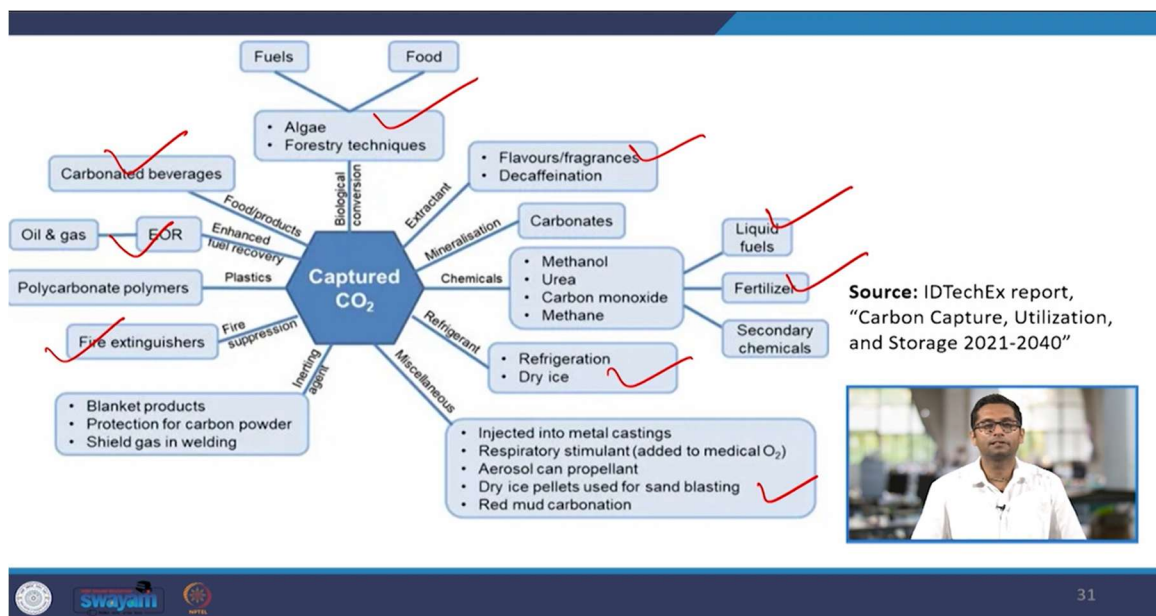 Fuels
Food
• Algae
• Forestry techniques
Biological
conversion
Carbonated beverages
Food/products
Oil & gas
EOR
Enhanced
fuel recovery
Polycarbonate polymers
Plastics
Fire extinguishers
Fire
suppression
• Blanket products
• Protection for carbon powder
• Shield gas in welding
Inerting
agent
Captured
CO₂
Extractant
• Flavours/fragrances
• Decaffeination
Mineralisation
Carbonates
Chemicals
• Methanol
• Urea
• Carbon monoxide
• Methane
Liquid
fuels
Fertilizer
Secondary
chemicals
Refrigerant
• Refrigeration
• Dry ice
Miscellaneous
• Injected into metal castings
• Respiratory stimulant (added to medical O₂)
• Aerosol can propellant
• Dry ice pellets used for sand blasting
• Red mud carbonation
Source: IDTechEx report,
“Carbon Capture, Utilization,
and Storage 2021-2040”
swayam
NPTEL
31